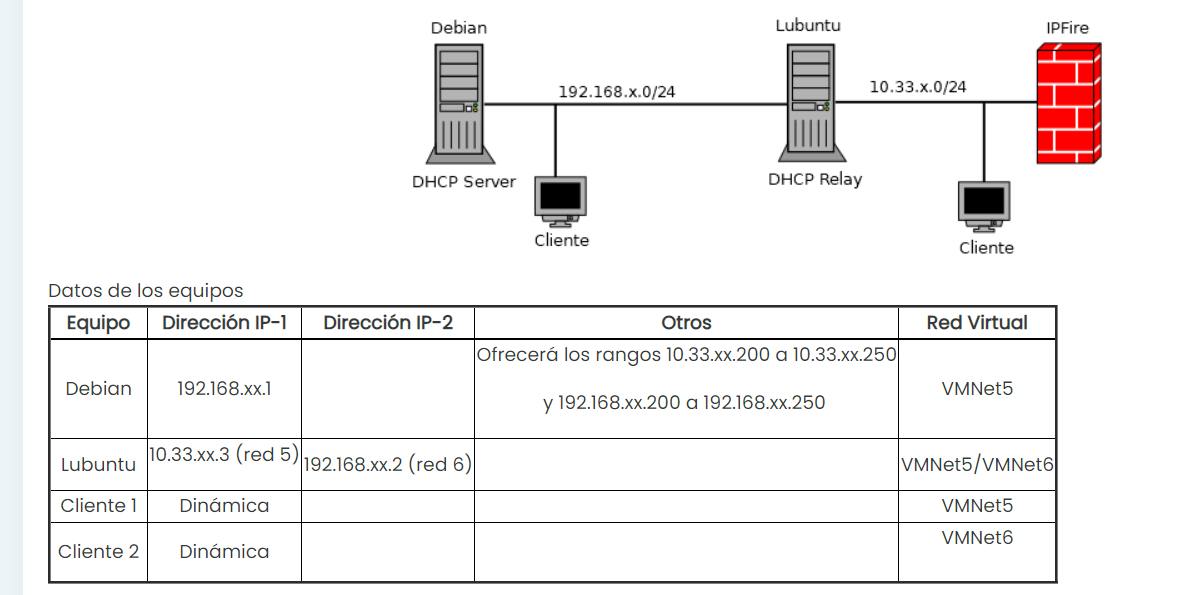 Debian
Lubuntu
IPFire
192.168.x.0/24
10.33.x.0/24
DHCP Server
DHCP Relay
Cliente
Cliente
Datos de los equipos
Equipo Dirección IP-1 Dirección IP-2 Otros Red Virtual
Debian 192.168.xx.1 Ofrecerá los rangos 10.33.xx.200 a 10.33.xx.250 VMNet5
y 192.168.xx.200 a 192.168.xx.250
Lubuntu 10.33.xx.3 (red 5) 192.168.xx.2 (red 6) VMNet5/VMNet6
Cliente 1 Dinámica VMNet5
Cliente 2 Dinámica VMNet6